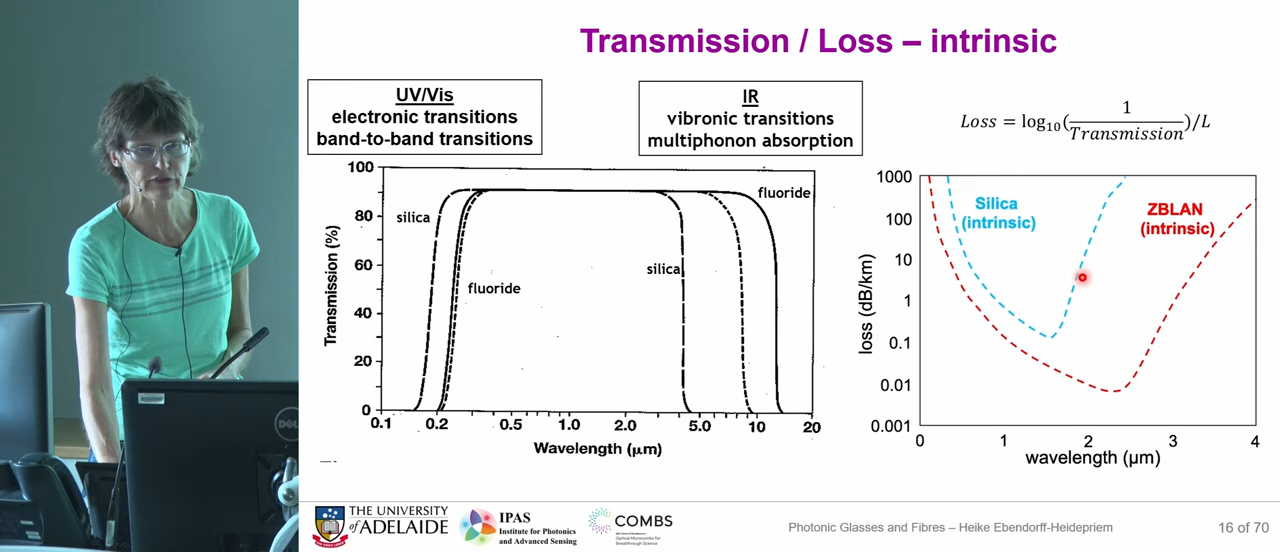 Transmission / Loss – intrinsic
UV/Vis
electronic transitions
band-to-band transitions
IR
vibronic transitions
multiphonon absorption
Loss = log₁₀(1/Transmission)/L
100
80
60
40
20
0
Transmission (%)
silica
fluoride
silica
fluoride
0.1 0.2 0.5 1.0 2.0 5.0 10 20
Wavelength (μm)
1000
100
10
1
0.1
0.01
0.001
loss (dB/km)
Silica
(intrinsic)
ZBLAN
(intrinsic)
0 1 2 3 4
wavelength (μm)
DELL
THE UNIVERSITY
of ADELAIDE
IPAS
Institute for Photonics
and Advanced Sensing
COMBS
Photonic Glasses and Fibres – Heike Ebendorff-Heidepriem
16 of 70